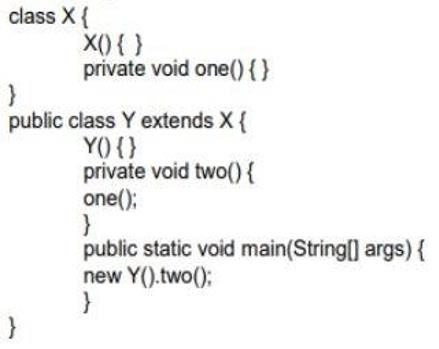 class X {
X() { }
private void one() { }
}
public class Y extends X {
Y() { }
private void two() {
one();
}
public static void main(String[] args) {
new Y().two();
}
}